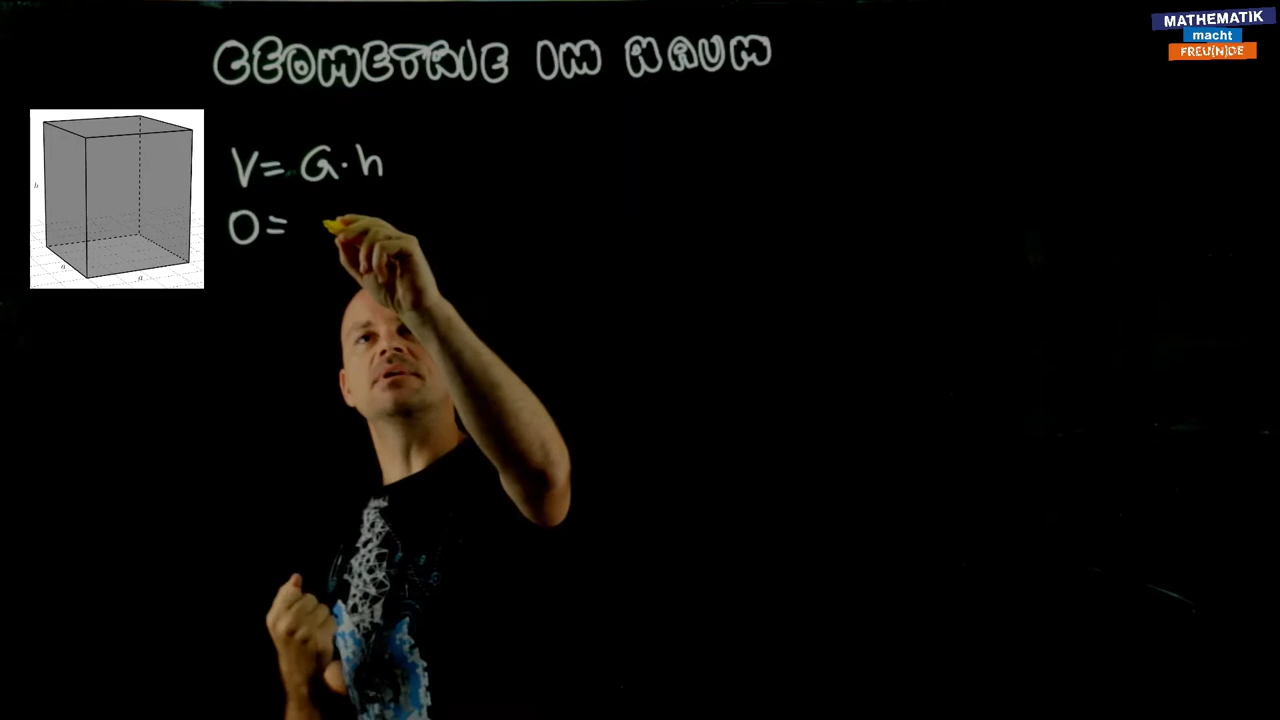 GEOMETRIE IM RAUM
MATHEMATIK
macht
FREU(N)DE
V = G · h
O =
h
a
a